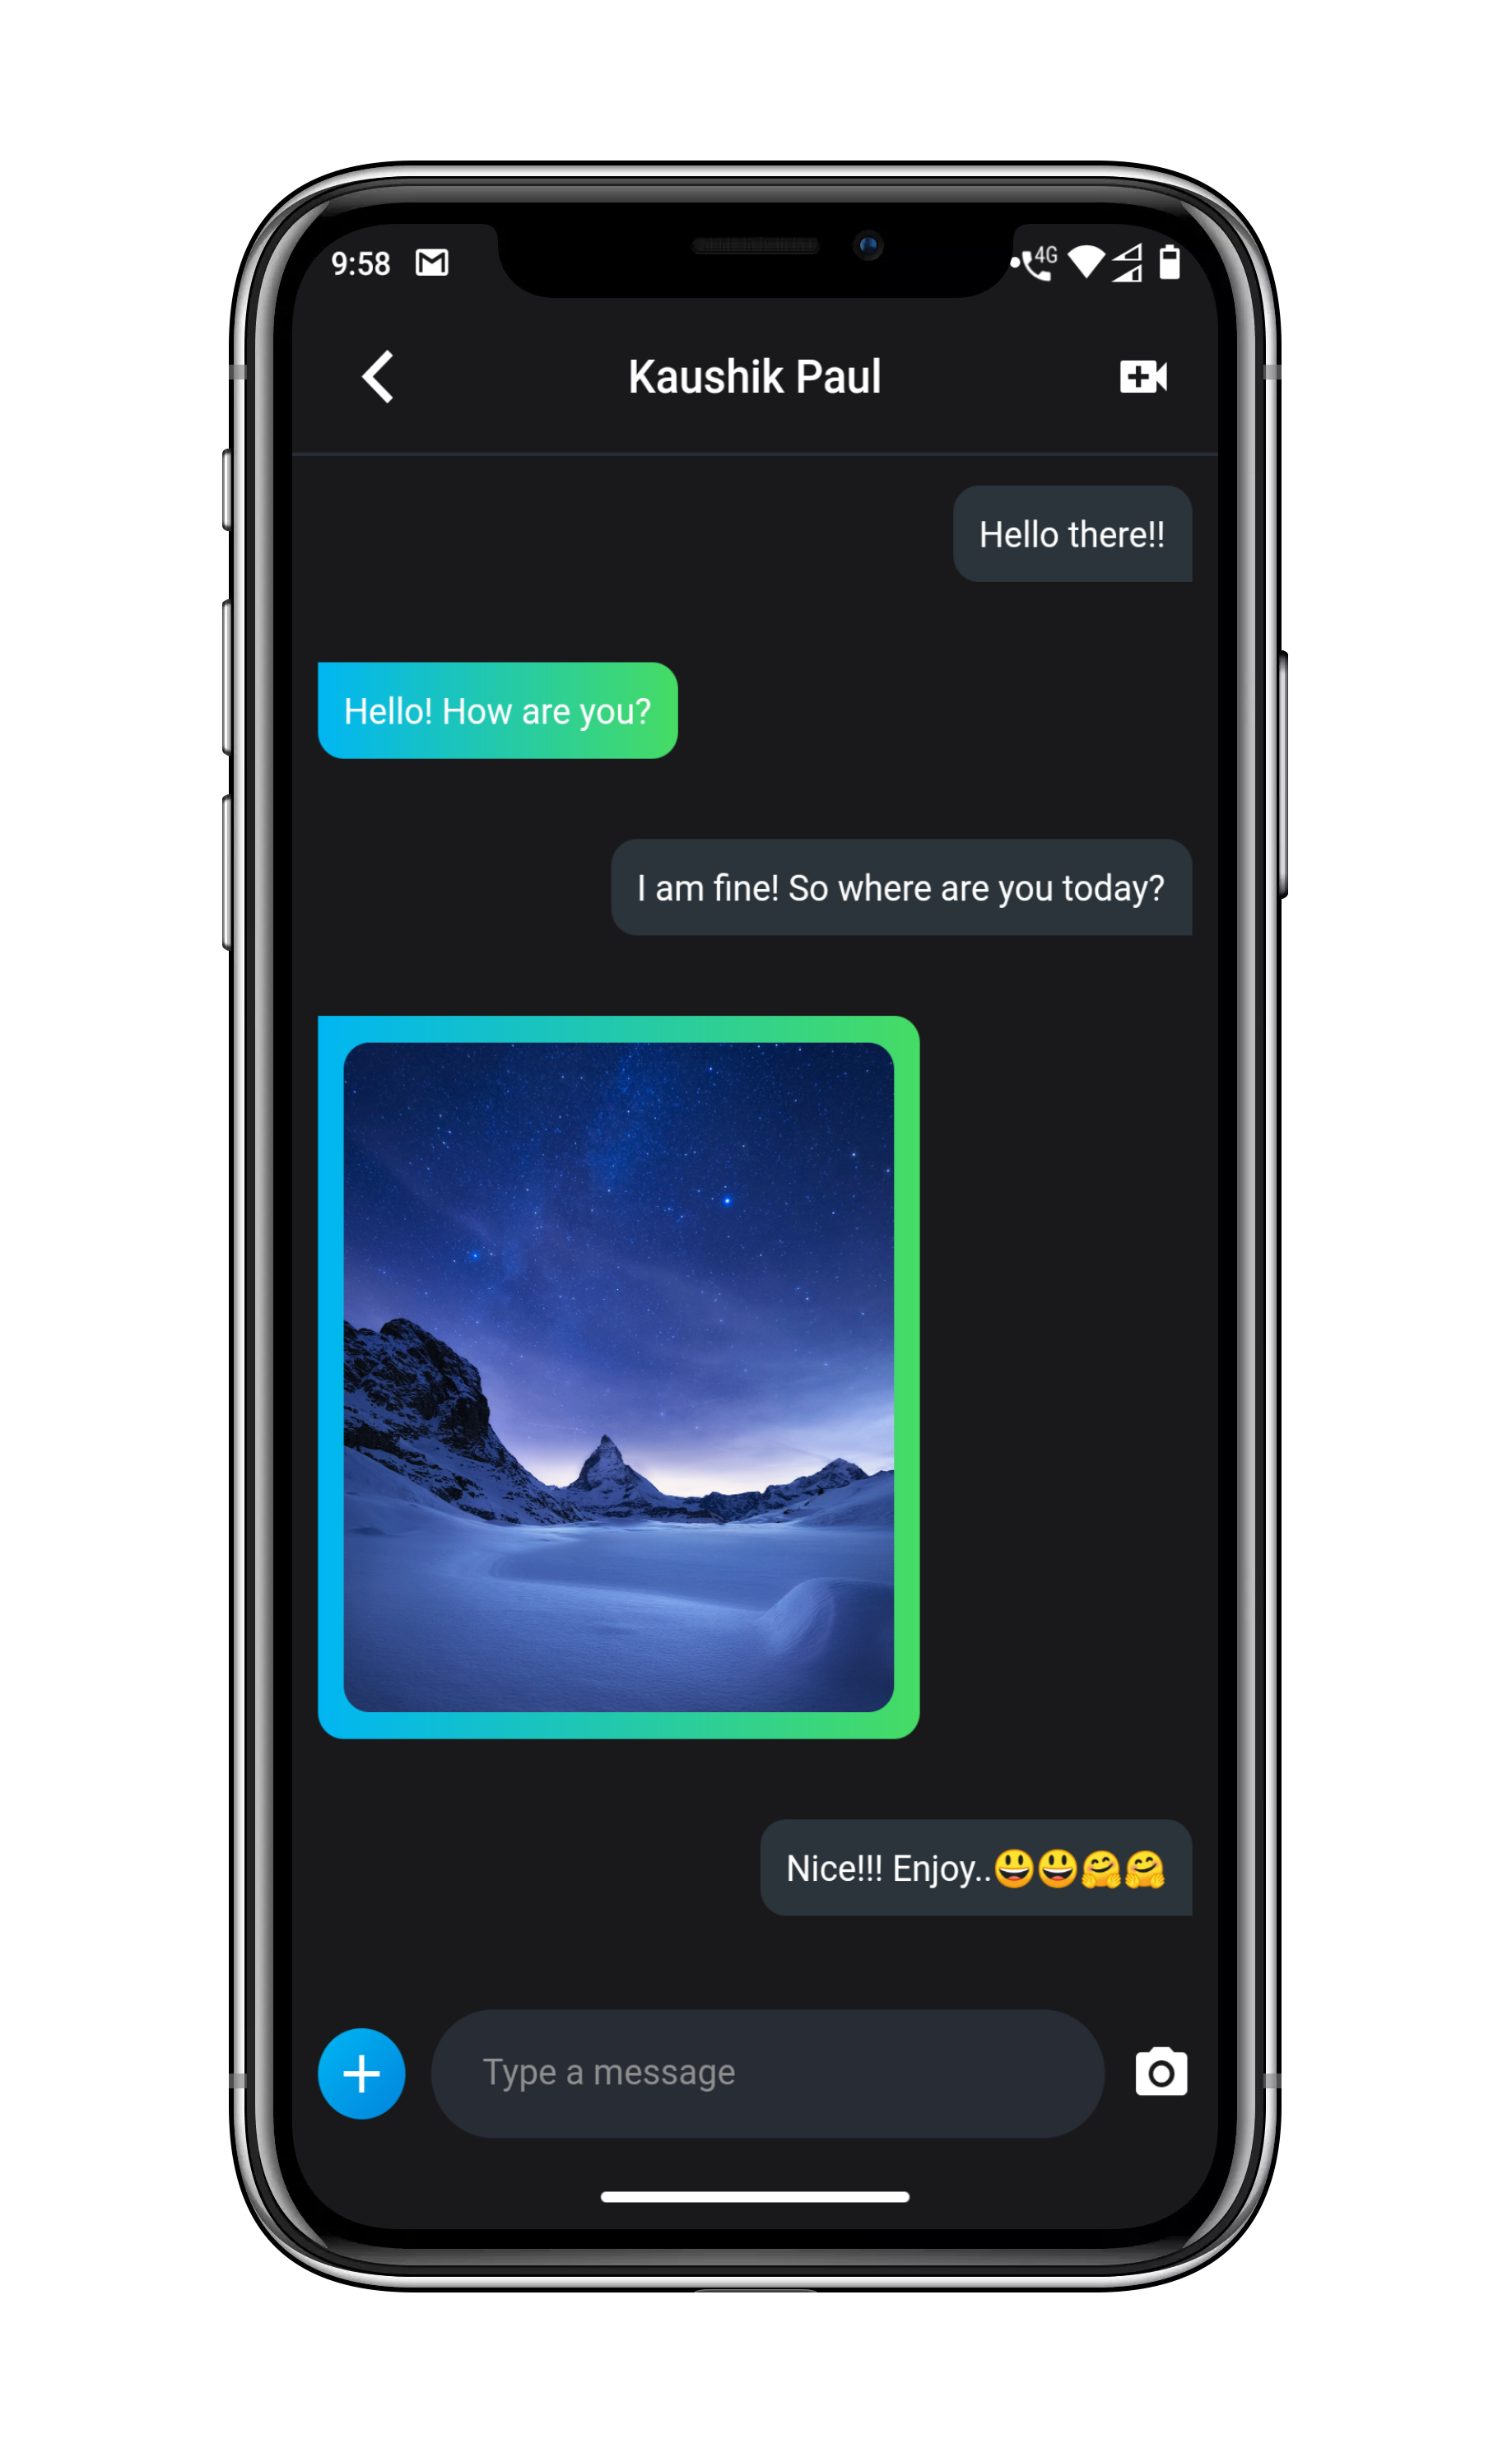 9:58
4G
Kaushik Paul
Hello there!!
Hello! How are you?
I am fine! So where are you today?
Nice!!! Enjoy..😃😃🤗🤗
Type a message